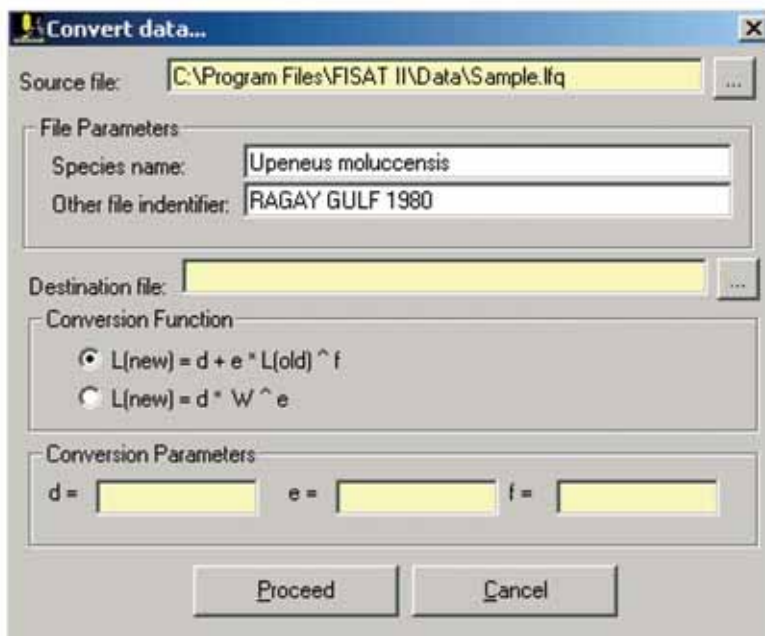 Convert data...
Source file: C:\Program Files\FISAT II\Data\Sample.lfq ...
File Parameters
Species name: Upeneus moluccensis
Other file indentifier: RAGAY GULF 1980
Destination file: ...
Conversion Function
L(new) = d + e * L(old) ^ f
L(new) = d * W ^ e
Conversion Parameters
d = e = f =
Proceed Cancel